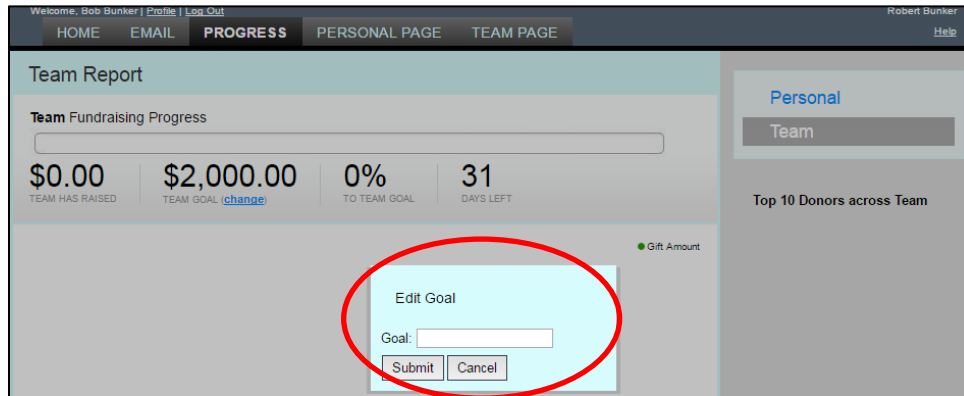 Welcome, Bob Bunker | Profile | Log Out
Robert Bunker
HOME EMAIL PROGRESS PERSONAL PAGE TEAM PAGE
Help
Team Report
Team Fundraising Progress
$0.00 $2,000.00 0% 31
TEAM HAS RAISED TEAM GOAL (change) TO TEAM GOAL DAYS LEFT
Gift Amount
Edit Goal
Goal:
Submit Cancel
Personal
Team
Top 10 Donors across Team